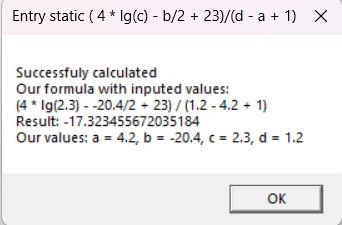 Entry static ( 4 * lg(c) - b/2 + 23)/(d - a + 1)
Successfuly calculated
Our formula with inputed values:
(4 * lg(2.3) - -20.4/2 + 23) / (1.2 - 4.2 + 1)
Result: -17.323455672035184
Our values: a = 4.2, b = -20.4, c = 2.3, d = 1.2
OK